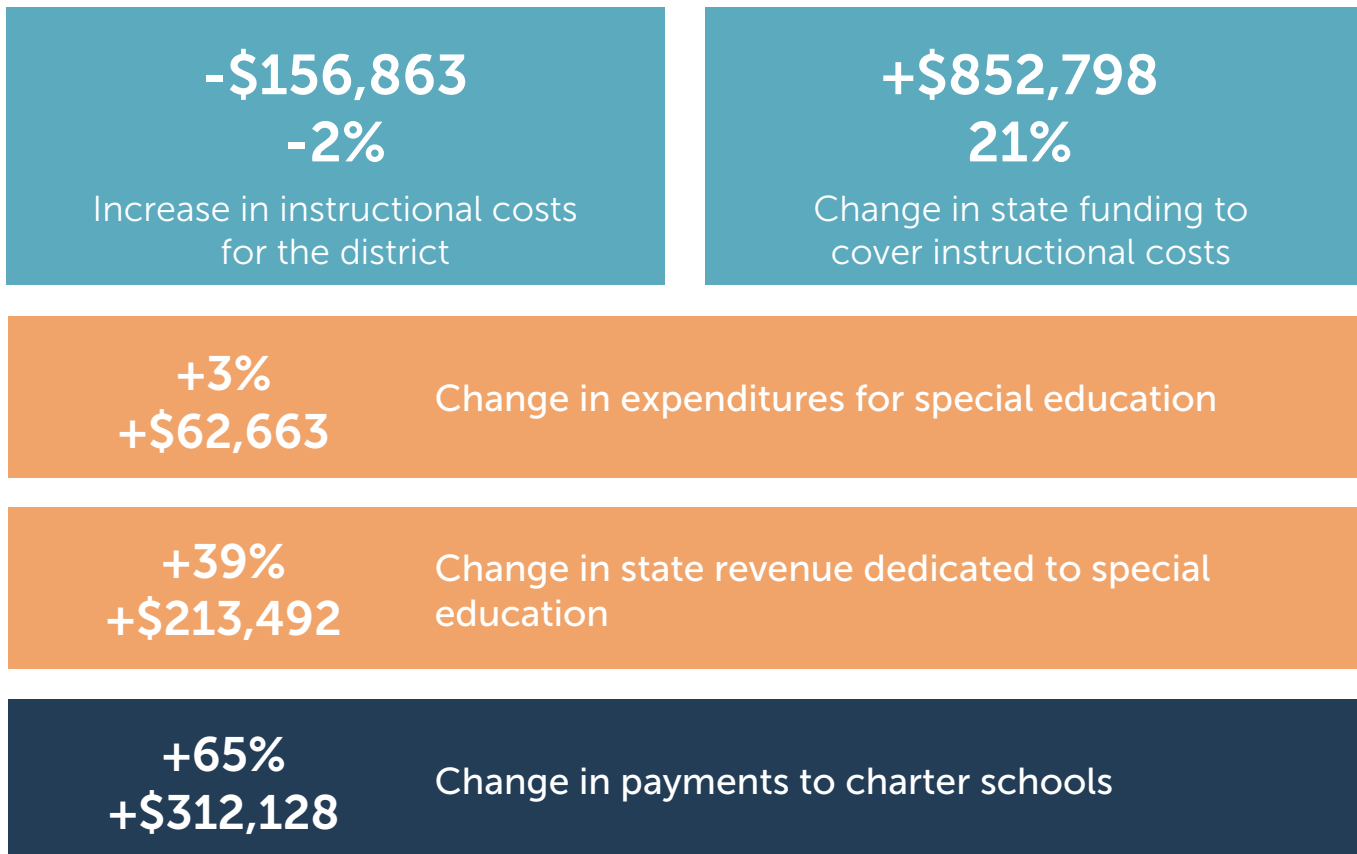 -$156,863
-2%
Increase in instructional costs
for the district
+$852,798
21%
Change in state funding to
cover instructional costs
+3%
+$62,663
Change in expenditures for special education
+39%
+$213,492
Change in state revenue dedicated to special
education
+65%
+$312,128
Change in payments to charter schools